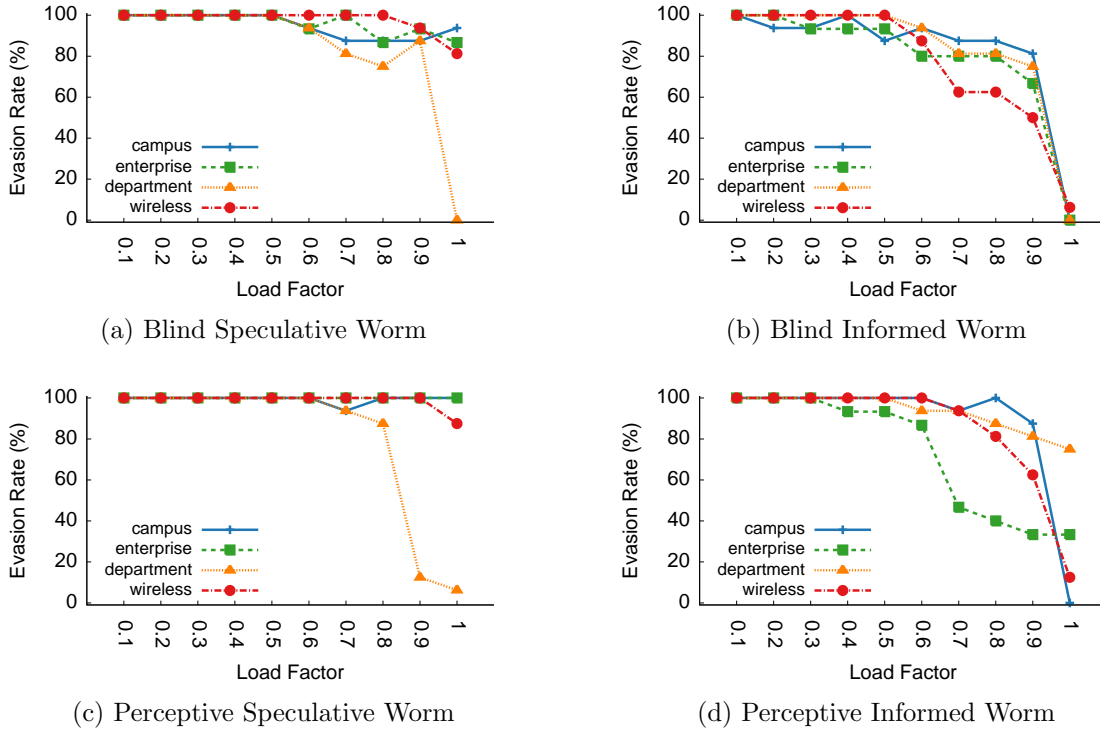 Evasion Rate (%)
100
80
60
40
20
0
campus
enterprise
department
wireless
0.1 0.2 0.3 0.4 0.5 0.6 0.7 0.8 0.9 1
Load Factor
(a) Blind Speculative Worm
Evasion Rate (%)
100
80
60
40
20
0
campus
enterprise
department
wireless
0.1 0.2 0.3 0.4 0.5 0.6 0.7 0.8 0.9 1
Load Factor
(b) Blind Informed Worm
Evasion Rate (%)
100
80
60
40
20
0
campus
enterprise
department
wireless
0.1 0.2 0.3 0.4 0.5 0.6 0.7 0.8 0.9 1
Load Factor
(c) Perceptive Speculative Worm
Evasion Rate (%)
100
80
60
40
20
0
campus
enterprise
department
wireless
0.1 0.2 0.3 0.4 0.5 0.6 0.7 0.8 0.9 1
Load Factor
(d) Perceptive Informed Worm